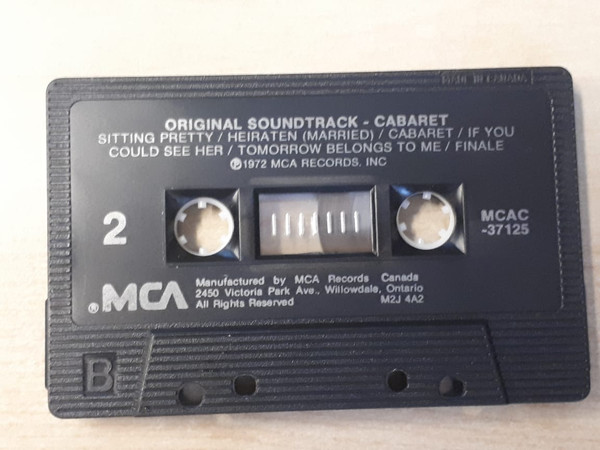 MADE IN CANADA
ORIGINAL SOUNDTRACK - CABARET
SITTING PRETTY / HEIRATEN (MARRIED) / CABARET / IF YOU
COULD SEE HER / TOMORROW BELONGS TO ME / FINALE
℗1972 MCA RECORDS, INC
2
MCAC
-37125
®MCA
Manufactured by MCA Records Canada
2450 Victoria Park Ave., Willowdale, Ontario
All Rights Reserved M2J 4A2
B